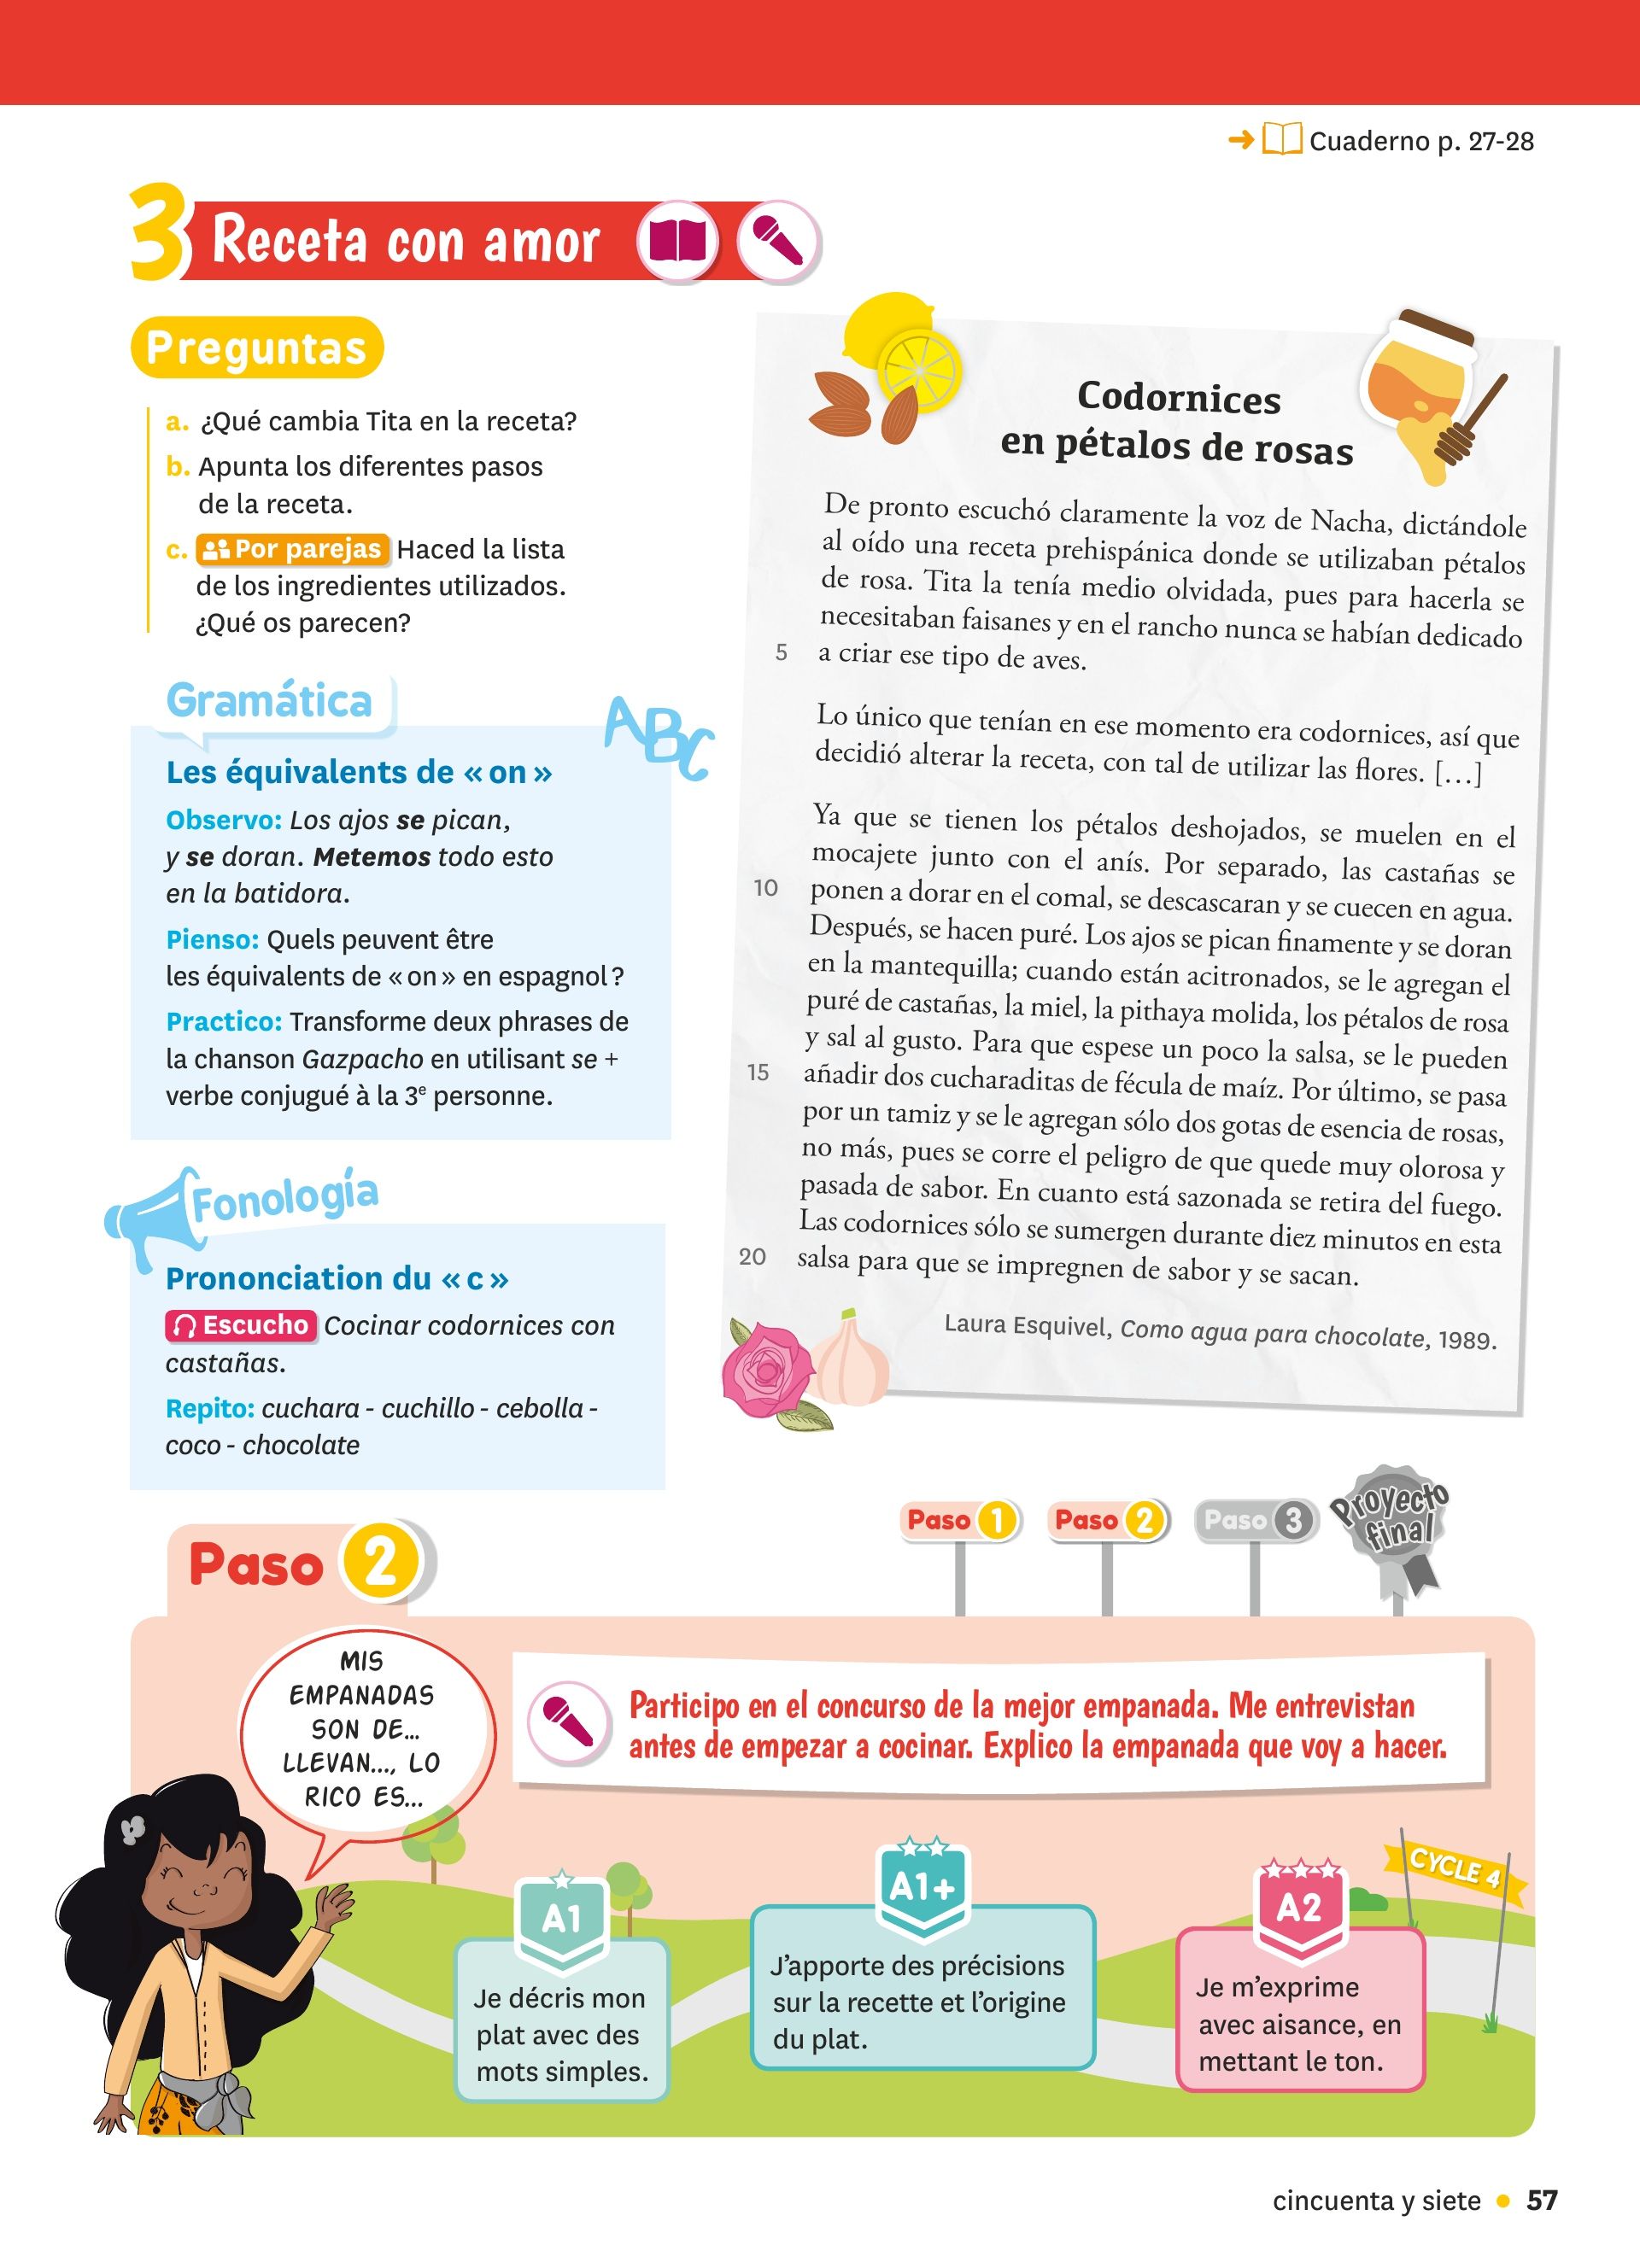 Cuaderno p. 27-28
3 Receta con amor
Preguntas
a. ¿Qué cambia Tita en la receta?
b. Apunta los diferentes pasos
de la receta.
c. Por parejas Haced la lista
de los ingredientes utilizados.
¿Qué os parecen?
Gramática
ABC
Les équivalents de « on »
Observo: Los ajos se pican,
y se doran. Metemos todo esto
en la batidora.
Pienso: Quels peuvent être
les équivalents de « on » en espagnol ?
Practico: Transforme deux phrases de
la chanson Gazpacho en utilisant se +
verbe conjugué à la 3e personne.
Fonología
Prononciation du « c »
Escucho Cocinar codornices con
castañas.
Repito: cuchara - cuchillo - cebolla -
coco - chocolate
Codornices
en pétalos de rosas
De pronto escuchó claramente la voz de Nacha, dictándole
al oído una receta prehispánica donde se utilizaban pétalos
de rosa. Tita la tenía medio olvidada, pues para hacerla se
necesitaban faisanes y en el rancho nunca se habían dedicado
5 a criar ese tipo de aves.
Lo único que tenían en ese momento era codornices, así que
decidió alterar la receta, con tal de utilizar las flores. [...]
Ya que se tienen los pétalos deshojados, se muelen en el
mocajete junto con el anís. Por separado, las castañas se
10 ponen a dorar en el comal, se descascaran y se cuecen en agua.
Después, se hacen puré. Los ajos se pican finamente y se doran
en la mantequilla; cuando están acitronados, se le agregan el
puré de castañas, la miel, la pithaya molida, los pétalos de rosa
y sal al gusto. Para que espese un poco la salsa, se le pueden
15 añadir dos cucharaditas de fécula de maíz. Por último, se pasa
por un tamiz y se le agregan sólo dos gotas de esencia de rosas,
no más, pues se corre el peligro de que quede muy olorosa y
pasada de sabor. En cuanto está sazonada se retira del fuego.
Las codornices sólo se sumergen durante diez minutos en esta
20 salsa para que se impregnen de sabor y se sacan.
Laura Esquivel, Como agua para chocolate, 1989.
Paso 1
Paso 2
Paso 3
Proyecto
final
Paso 2
MIS
EMPANADAS
SON DE...
LLEVAN..., LO
RICO ES...
Participo en el concurso de la mejor empanada. Me entrevistan
antes de empezar a cocinar. Explico la empanada que voy a hacer.
A1
Je décris mon
plat avec des
mots simples.
A1+
J'apporte des précisions
sur la recette et l'origine
du plat.
A2
Je m'exprime
avec aisance, en
mettant le ton.
CYCLE 4
cincuenta y siete • 57